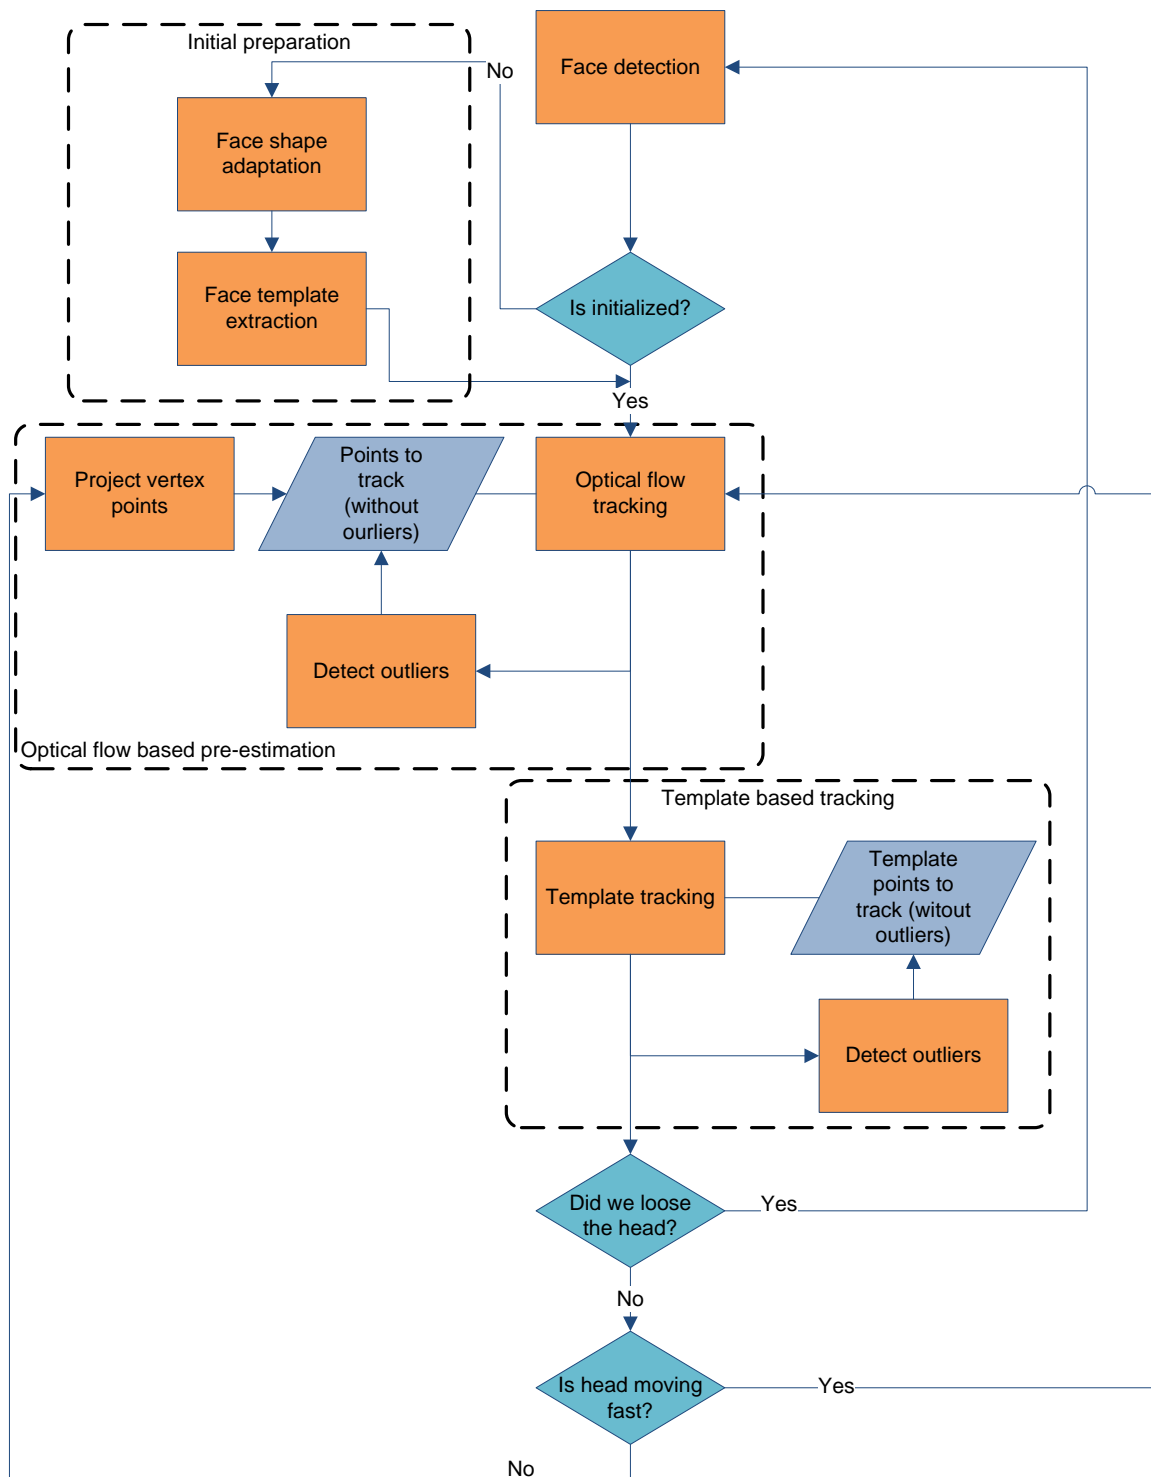 Initial preparation
No
Face detection
Face shape
adaptation
Face template
extraction
Is initialized?
Yes
Project vertex
points
Points to
track
(without
ourliers)
Optical flow
tracking
Detect outliers
Optical flow based pre-estimation
Template based tracking
Template tracking
Template
points to
track (witout
outliers)
Detect outliers
Did we loose
the head?
Yes
No
Is head moving
fast?
Yes
No